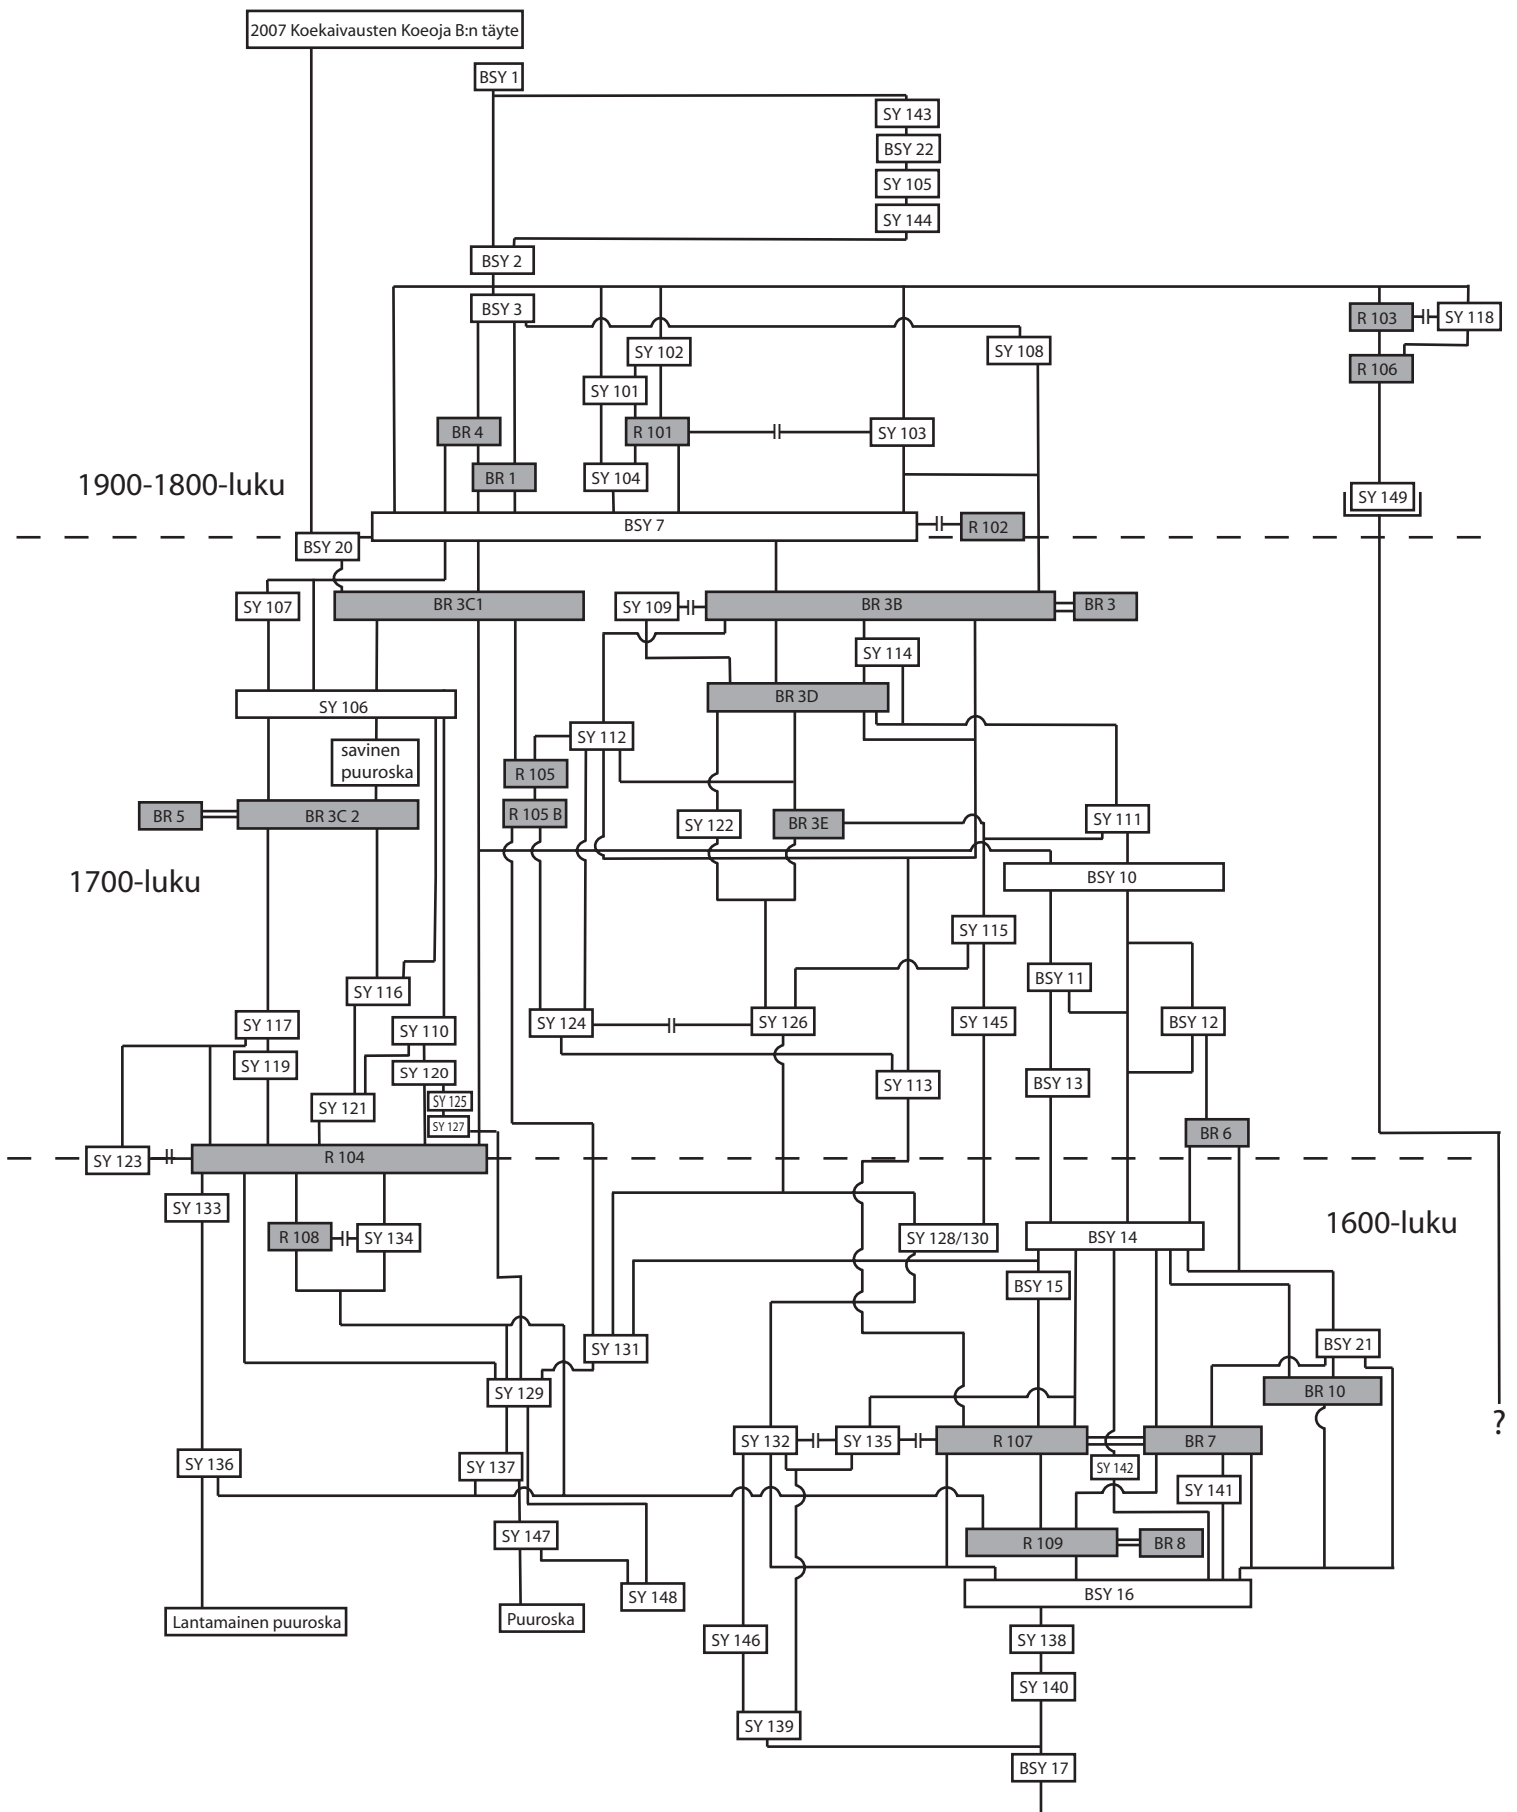 2007 Koekaivausten Koeoja B:n täyte
BSY 1
SY 143
BSY 22
SY 105
SY 144
BSY 2
BSY 3
R 103
SY 118
SY 102
SY 108
R 106
SY 101
BR 4
R 101
SY 103
BR 1
SY 104
1900-1800-luku
SY 149
BSY 7
R 102
BSY 20
SY 107
BR 3C1
SY 109
BR 3B
BR 3
SY 114
BR 3D
SY 106
SY 112
savinen
puuroska
R 105
BR 5
BR 3C 2
R 105 B
SY 122
BR 3E
SY 111
1700-luku
BSY 10
SY 115
SY 116
BSY 11
SY 117
SY 110
SY 124
SY 126
SY 145
BSY 12
SY 119
SY 120
SY 113
BSY 13
SY 121
SY 125
SY 127
BR 6
SY 123
R 104
SY 133
1600-luku
R 108
SY 134
SY 128/130
BSY 14
BSY 15
SY 131
BSY 21
SY 129
BR 10
?
SY 132
SY 135
R 107
BR 7
SY 136
SY 137
SY 142
SY 141
SY 147
R 109
BR 8
SY 148
BSY 16
Lantamainen puuroska
Puuroska
SY 146
SY 138
SY 140
SY 139
BSY 17